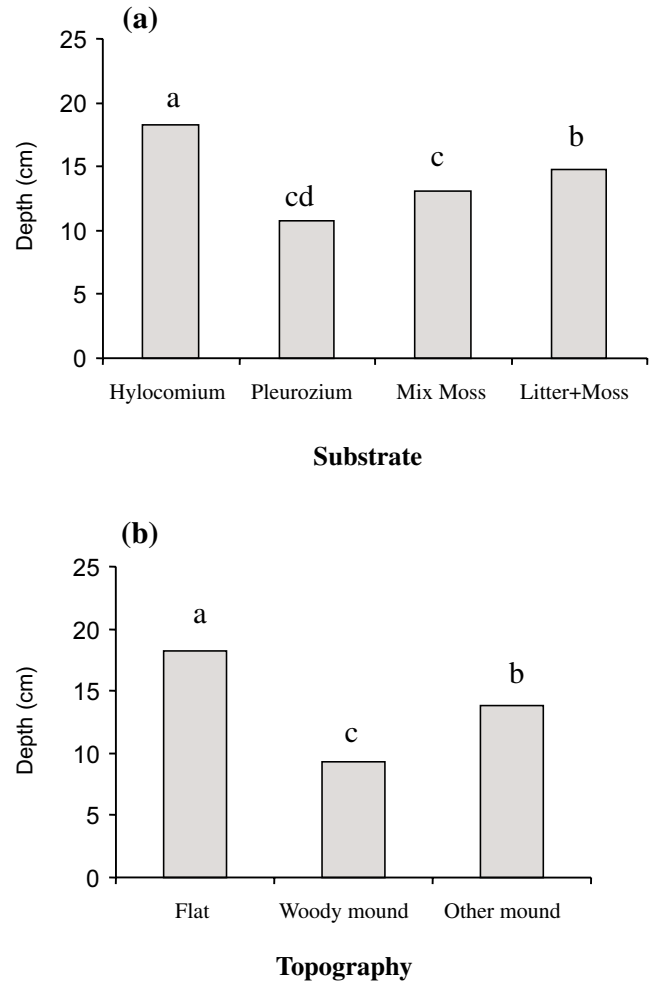 (a)
25
20
15
10
5
0
Depth (cm)
a
cd
c
b
Hylocomium Pleurozium Mix Moss Litter+Moss
Substrate
(b)
25
20
15
10
5
0
Depth (cm)
a
c
b
Flat Woody mound Other mound
Topography